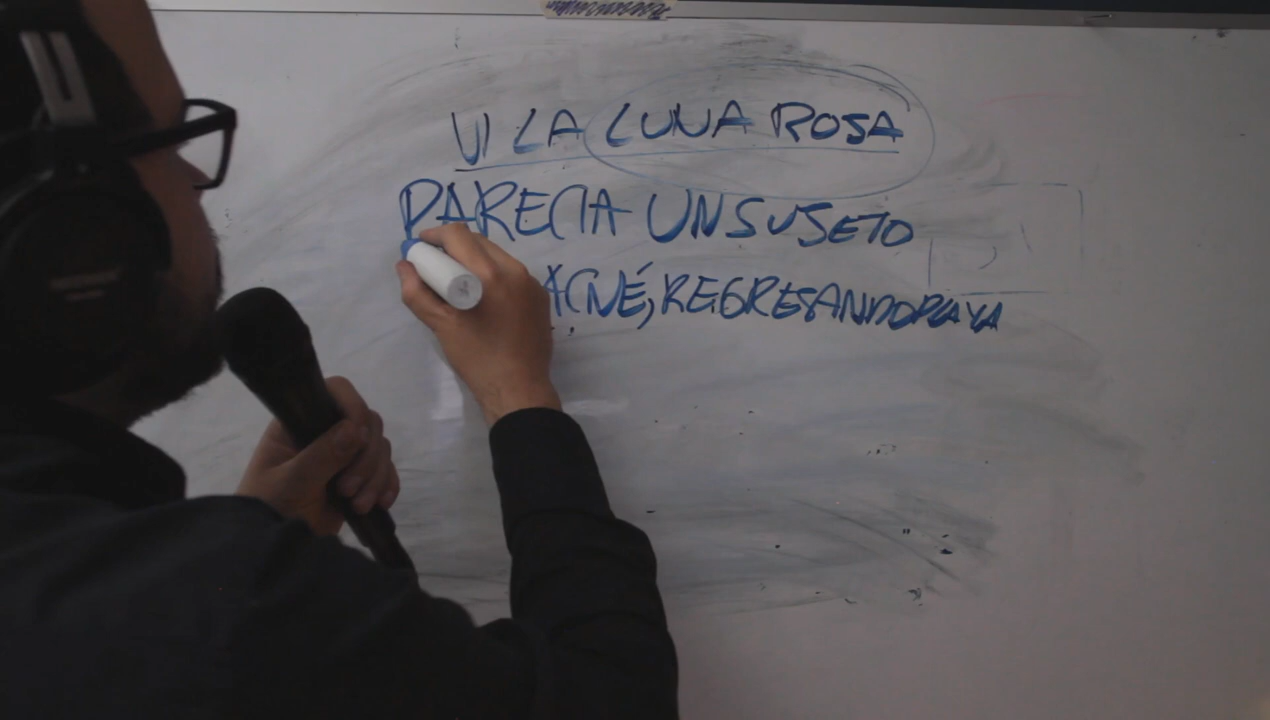 VI LA LUNA ROSA
PARECIA UN SUJETO
ACNÉ, REGRESANDO PLAYA